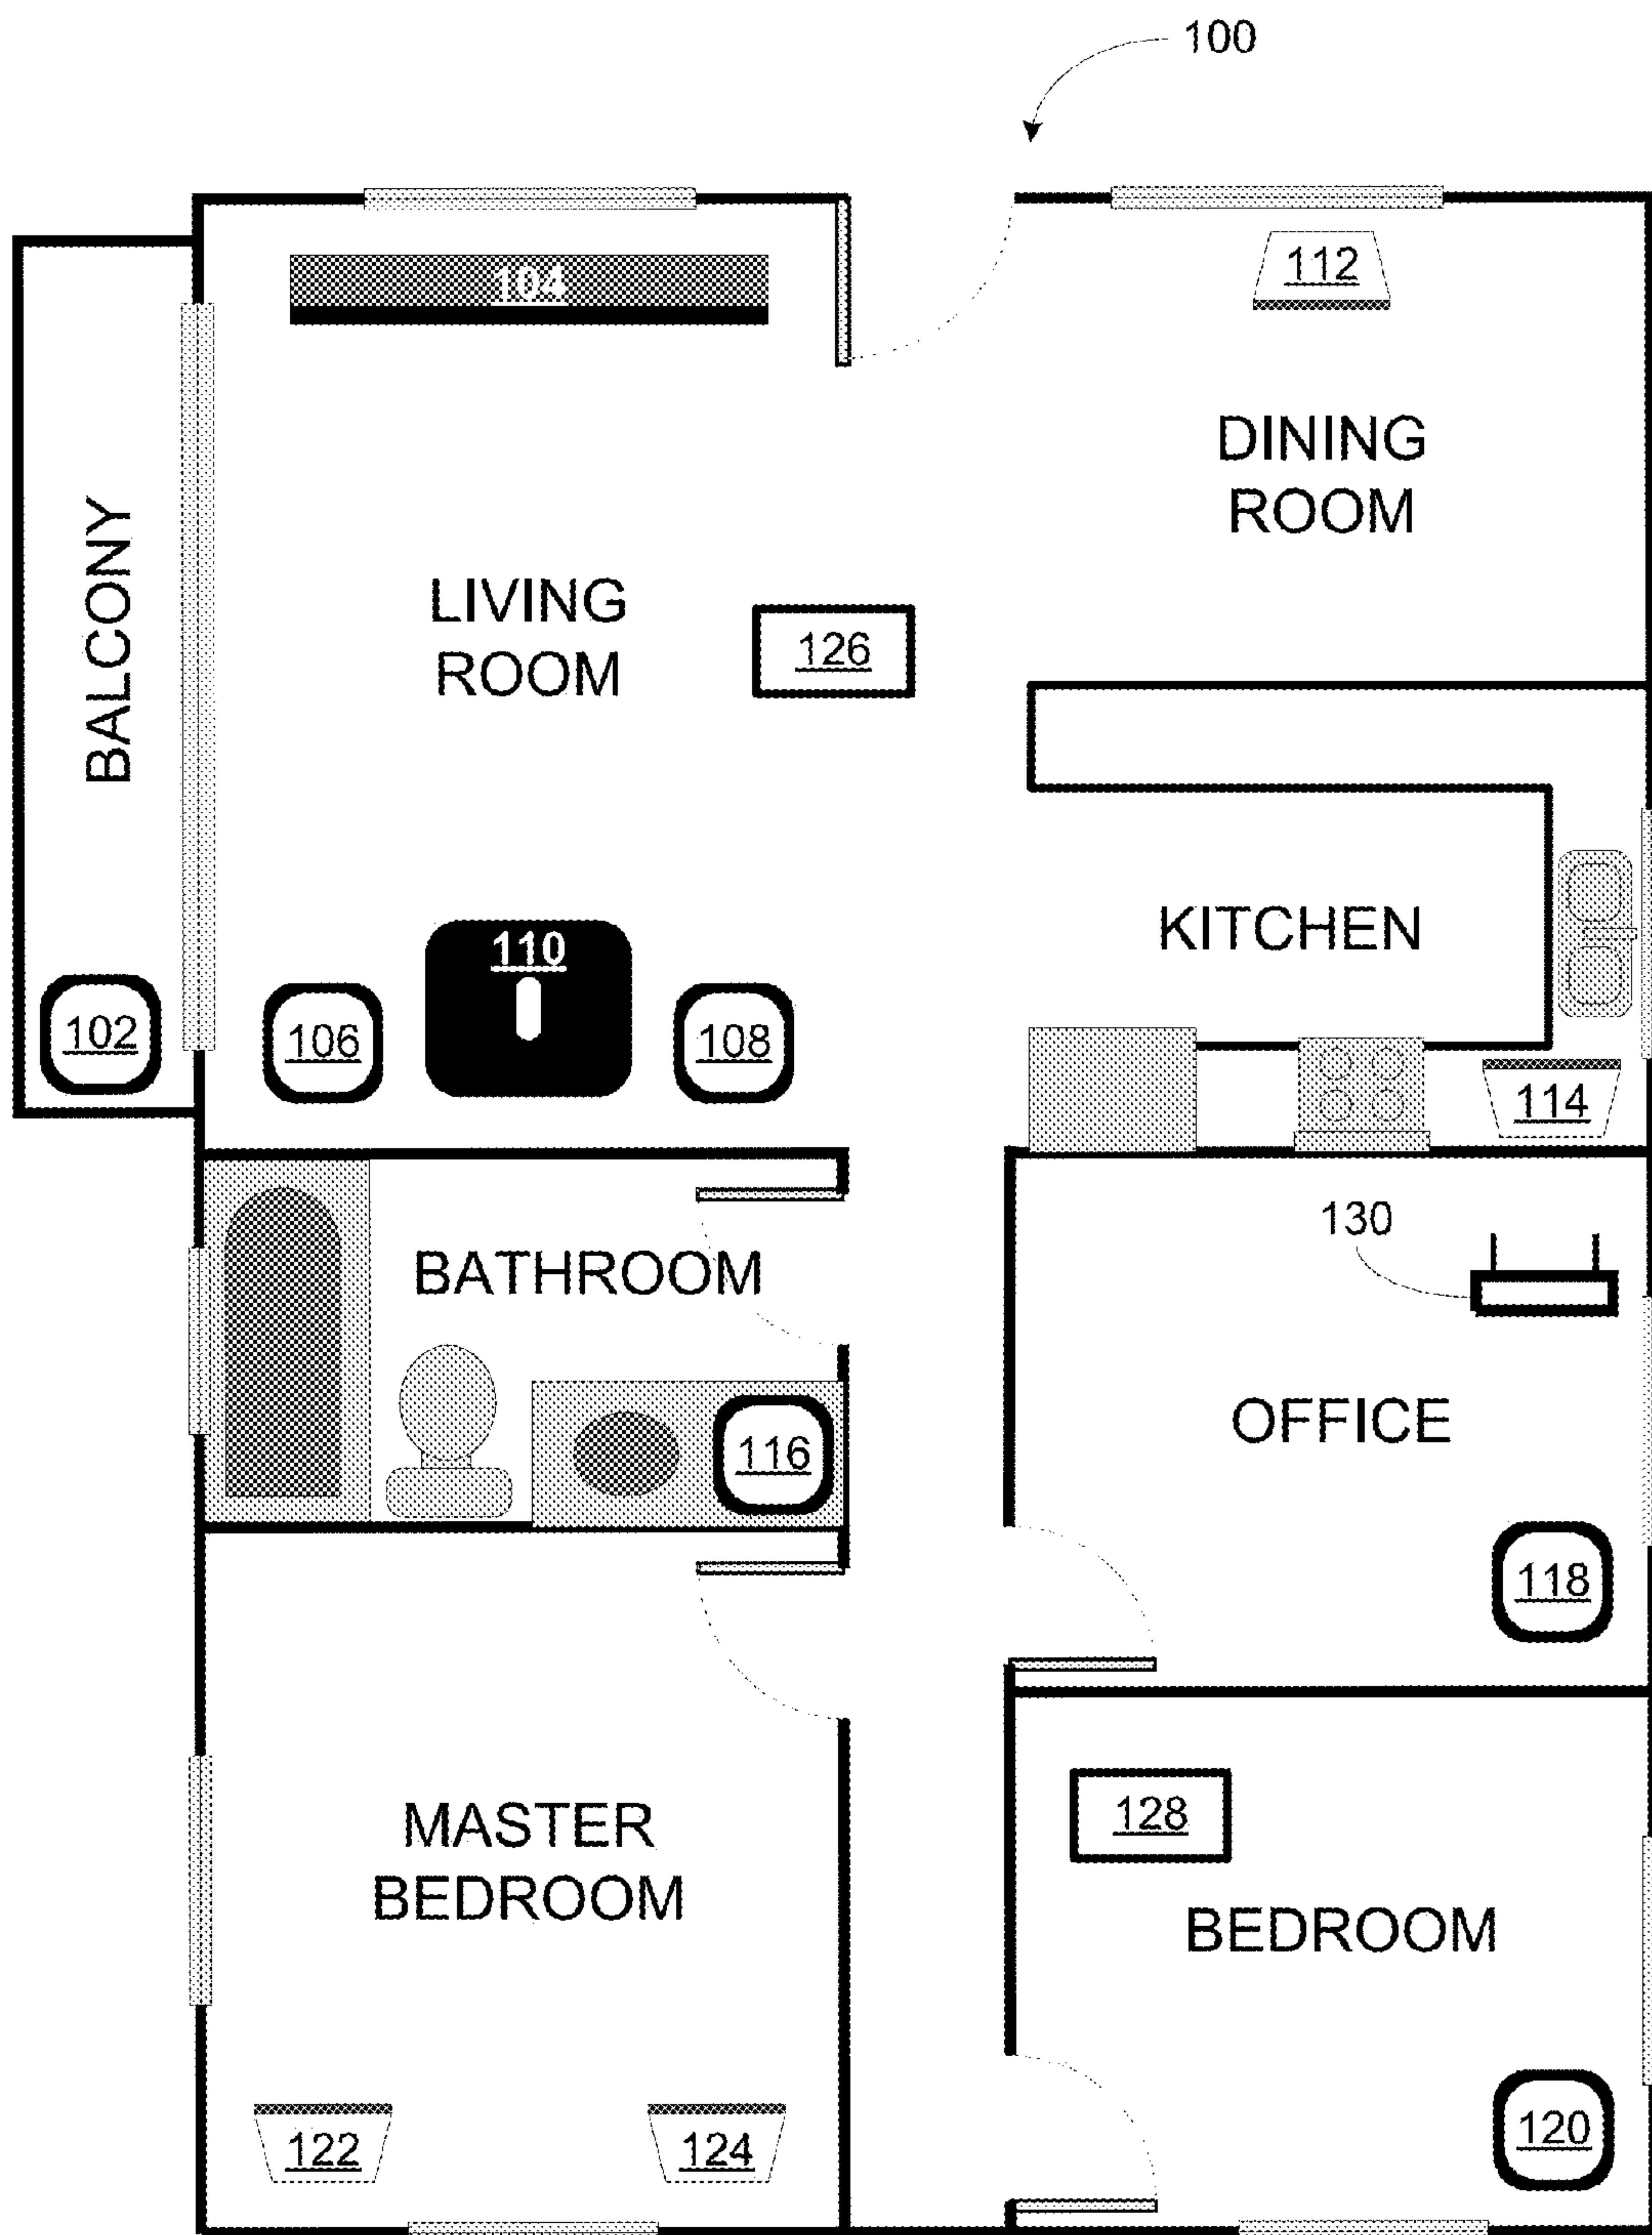 100
104
112
DINING
ROOM
BALCONY
LIVING
ROOM
126
KITCHEN
110
102
106
108
114
130
BATHROOM
OFFICE
116
118
128
MASTER
BEDROOM
BEDROOM
122
124
120